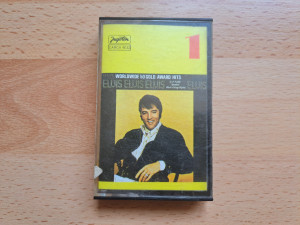 Jugoton
1
WORLDWIDE 50 GOLD AWARD HITS
ELVIS ELVIS ELVIS
ELVIS